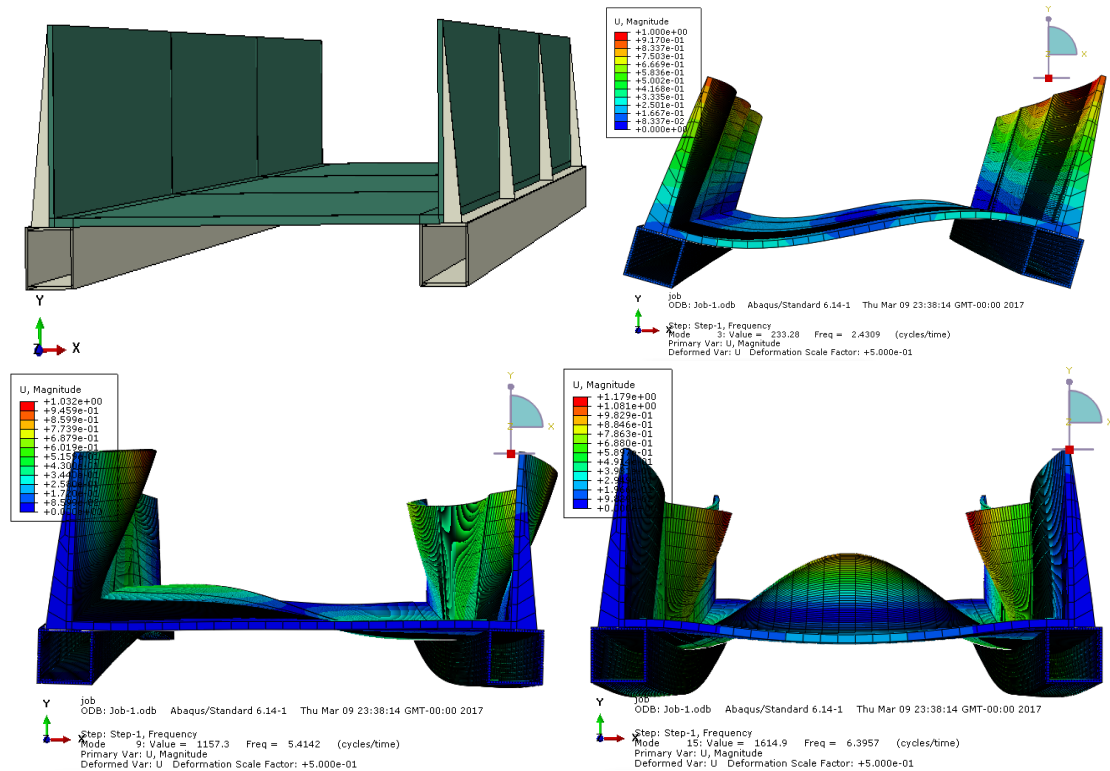 U, Magnitude
+1.000e+00
+9.170e-01
+8.337e-01
+7.503e-01
+6.669e-01
+5.836e-01
+5.002e-01
+4.168e-01
+3.335e-01
+2.501e-01
+1.667e-01
+8.337e-02
+0.000e+00
Y
Z
X
Y
X
Y
X
job
ODB: Job-1.odb Abaqus/Standard 6.14-1 Thu Mar 09 23:38:14 GMT-00:00 2017
Step: Step-1, Frequency
Mode 3: Value = 233.28 Freq = 2.4309 (cycles/time)
Primary Var: U, Magnitude
Deformed Var: U Deformation Scale Factor: +5.000e-01
U, Magnitude
+1.032e+00
+9.459e-01
+8.599e-01
+7.739e-01
+6.879e-01
+6.019e-01
Y
Z
X
Y
X
job
ODB: Job-1.odb Abaqus/Standard 6.14-1 Thu Mar 09 23:38:14 GMT-00:00 2017
Step: Step-1, Frequency
Mode 9: Value = 1157.3 Freq = 5.4142 (cycles/time)
Primary Var: U, Magnitude
Deformed Var: U Deformation Scale Factor: +5.000e-01
U, Magnitude
+1.179e+00
+1.081e+00
+9.829e-01
+8.846e-01
+7.863e-01
+6.880e-01
Y
Z
X
Y
X
job
ODB: Job-1.odb Abaqus/Standard 6.14-1 Thu Mar 09 23:38:14 GMT-00:00 2017
Step: Step-1, Frequency
Mode 15: Value = 1614.9 Freq = 6.3957 (cycles/time)
Primary Var: U, Magnitude
Deformed Var: U Deformation Scale Factor: +5.000e-01